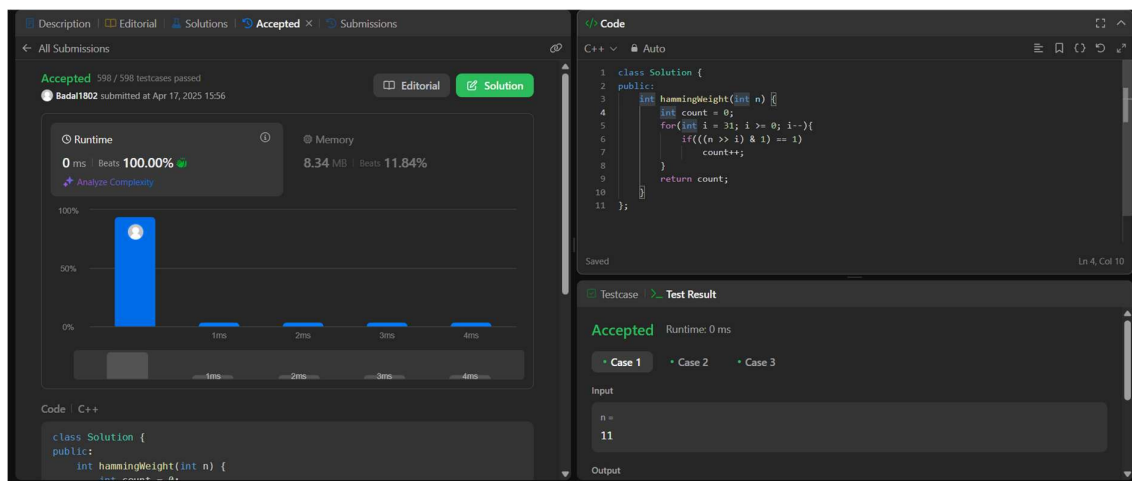 Description | Editorial | Solutions | Accepted × | Submissions
← All Submissions
Accepted 598 / 598 testcases passed
Badal1802 submitted at Apr 17, 2025 15:56
Editorial
Solution
Runtime
0 ms | Beats 100.00%
Analyze Complexity
Memory
8.34 MB | Beats 11.84%
100%
50%
0%
1ms 2ms 3ms 4ms
1ms 2ms 3ms 4ms
Code | C++
class Solution {
public:
int hammingWeight(int n) {
int count = 0;
</> Code
C++ Auto
1 class Solution {
2 public:
3 int hammingWeight(int n) {
4 int count = 0;
5 for(int i = 31; i >= 0; i--){
6 if(((n >> i) & 1) == 1)
7 count++;
8 }
9 return count;
10 }
11 };
Saved Ln 4, Col 10
Testcase | >_ Test Result
Accepted Runtime: 0 ms
• Case 1 • Case 2 • Case 3
Input
n =
11
Output